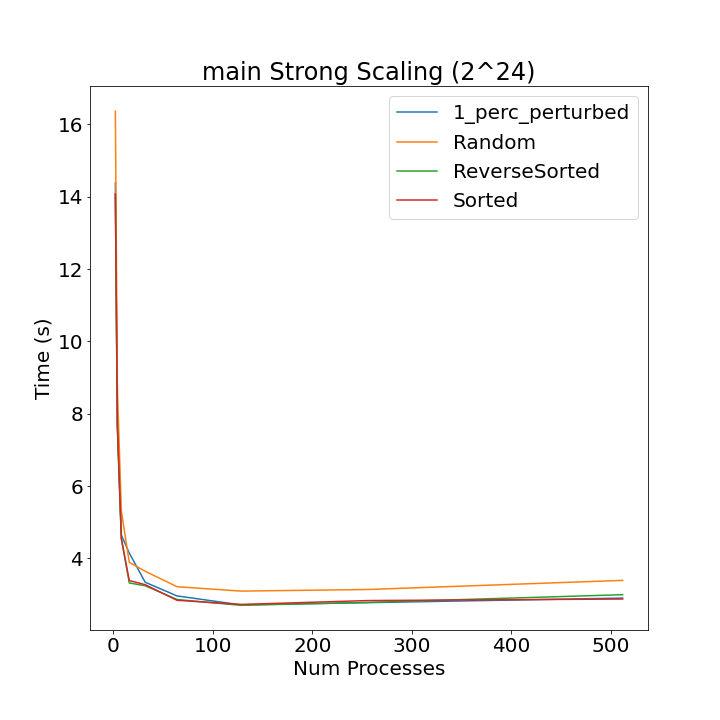 main Strong Scaling (2^24)
1_perc_perturbed
Random
ReverseSorted
Sorted
16
14
12
10
8
6
4
Time (s)
0 100 200 300 400 500
Num Processes